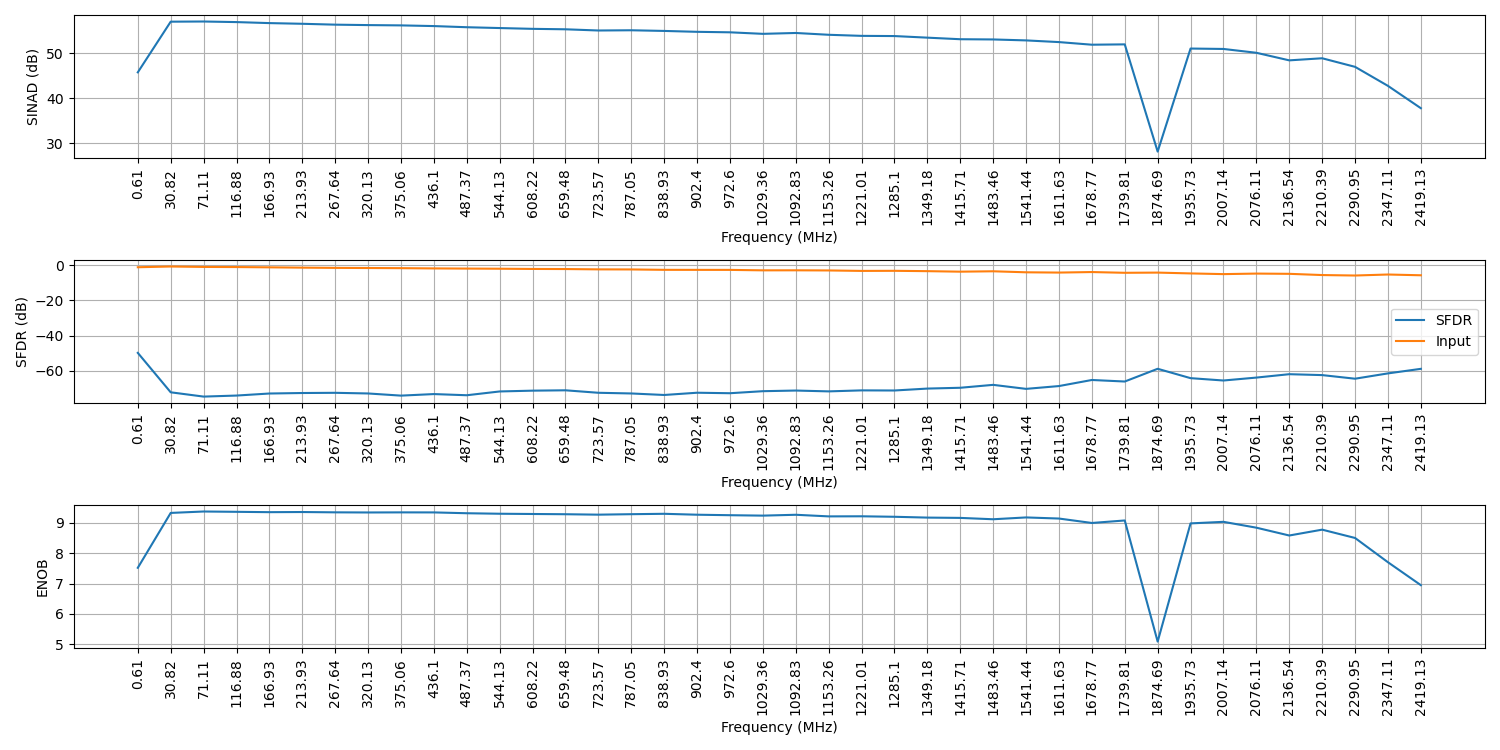 SINAD (dB)
50
40
30
0.61 30.82 71.11 116.88 166.93 213.93 267.64 320.13 375.06 436.1 487.37 544.13 608.22 659.48 723.57 787.05 838.93 902.4 972.6 1029.36 1092.83 1153.26 1221.01 1285.1 1349.18 1415.71 1483.46 1541.44 1611.63 1678.77 1739.81 1874.69 1935.73 2007.14 2076.11 2136.54 2210.39 2290.95 2347.11 2419.13
Frequency (MHz)
SFDR (dB)
0
−20
−40
−60
SFDR
Input
0.61 30.82 71.11 116.88 166.93 213.93 267.64 320.13 375.06 436.1 487.37 544.13 608.22 659.48 723.57 787.05 838.93 902.4 972.6 1029.36 1092.83 1153.26 1221.01 1285.1 1349.18 1415.71 1483.46 1541.44 1611.63 1678.77 1739.81 1874.69 1935.73 2007.14 2076.11 2136.54 2210.39 2290.95 2347.11 2419.13
Frequency (MHz)
ENOB
9
8
7
6
5
0.61 30.82 71.11 116.88 166.93 213.93 267.64 320.13 375.06 436.1 487.37 544.13 608.22 659.48 723.57 787.05 838.93 902.4 972.6 1029.36 1092.83 1153.26 1221.01 1285.1 1349.18 1415.71 1483.46 1541.44 1611.63 1678.77 1739.81 1874.69 1935.73 2007.14 2076.11 2136.54 2210.39 2290.95 2347.11 2419.13
Frequency (MHz)